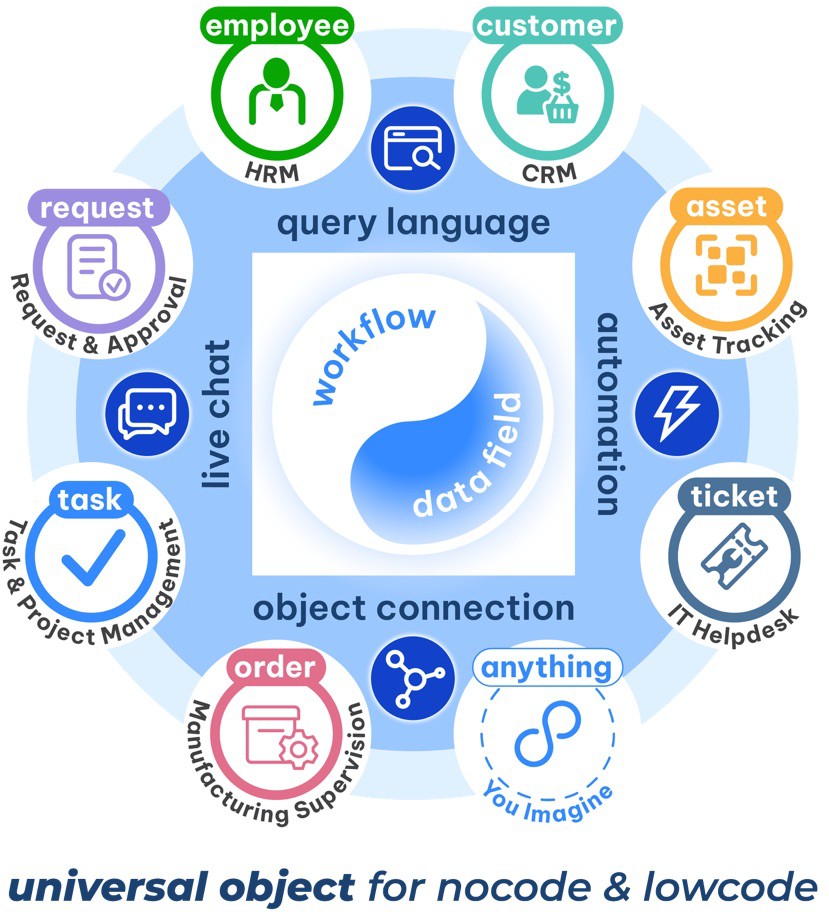 employee
HRM
customer
CRM
request
Request & Approval
asset
Asset Tracking
query language
live chat
workflow
data field
automation
task
Task & Project Management
ticket
IT Helpdesk
object connection
order
Manufacturing Supervision
anything
You Imagine
universal object for nocode & lowcode